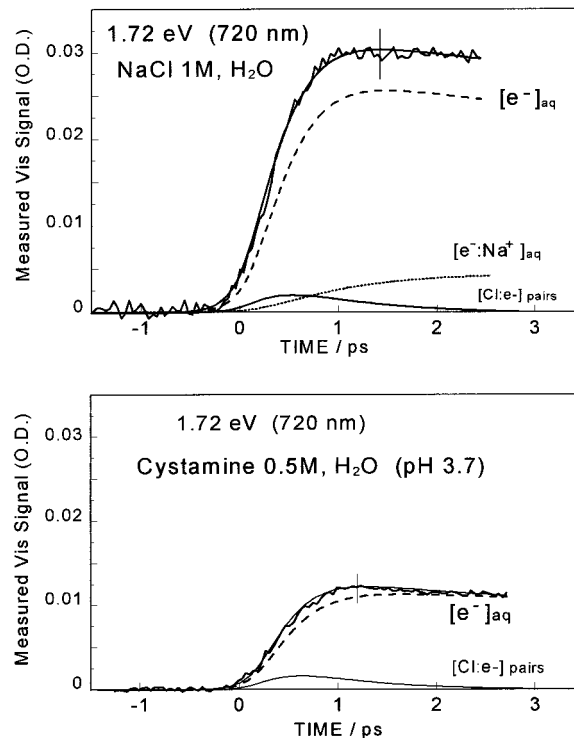 1.72 eV (720 nm)
NaCl 1M, H₂O
Measured Vis Signal (O.D.)
0.03
0.02
0.01
0
[e⁻]aq
[e⁻:Na⁺]aq
[Cl:e-] pairs
-1
0
1
2
3
TIME / ps
1.72 eV (720 nm)
Cystamine 0.5M, H₂O (pH 3.7)
Measured Vis Signal (O.D.)
0.03
0.02
0.01
0
[e⁻]aq
[Cl:e-] pairs
-1
0
1
2
3
TIME / ps